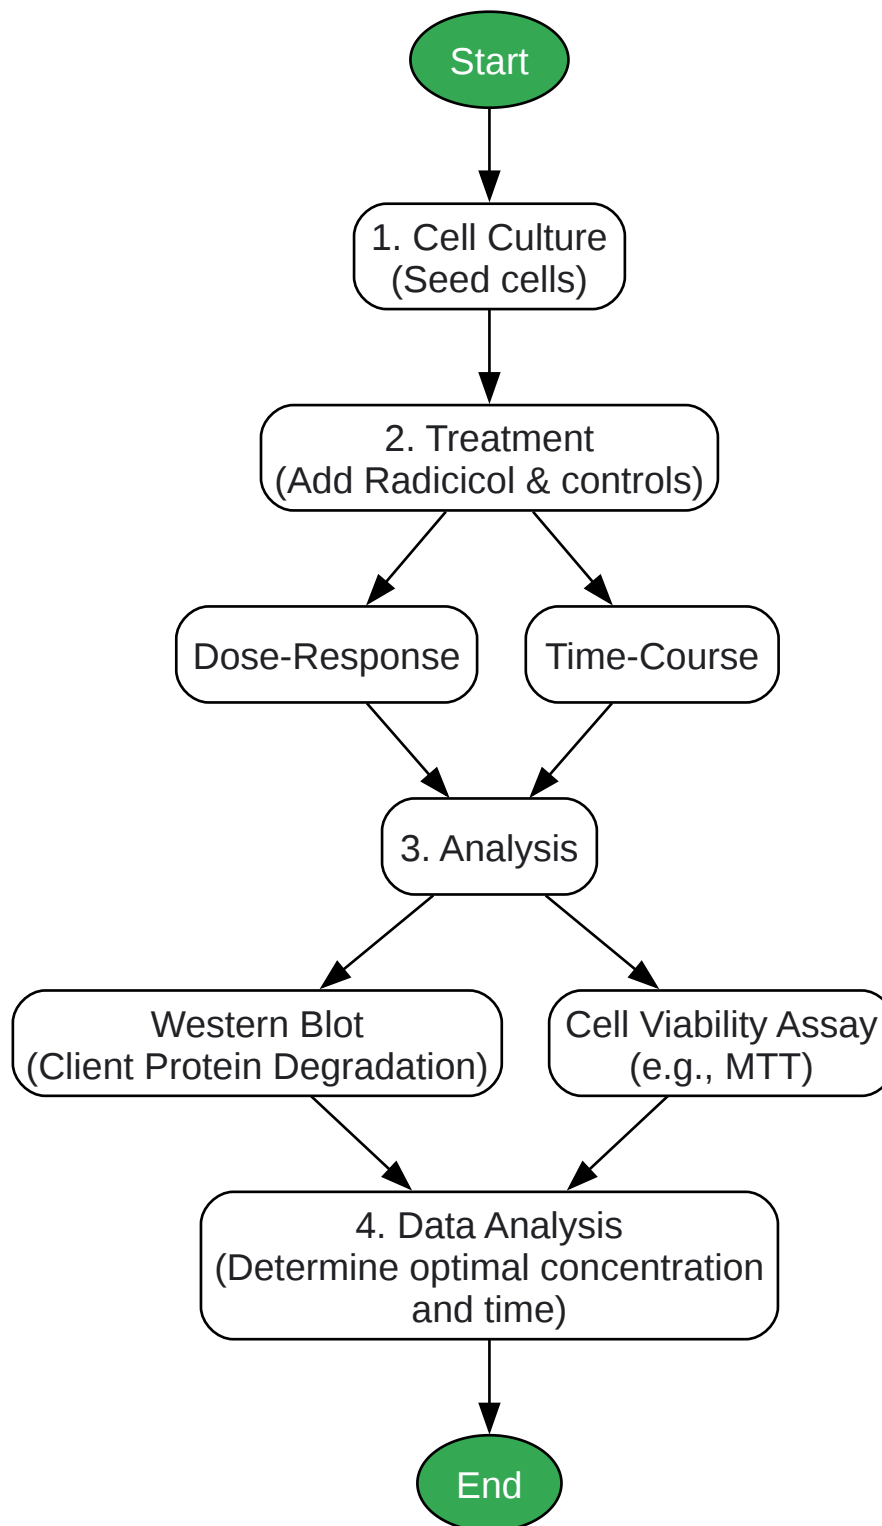 Start
1. Cell Culture
(Seed cells)
2. Treatment
(Add Radicicol & controls)
Dose-Response
Time-Course
3. Analysis
Western Blot
(Client Protein Degradation)
Cell Viability Assay
(e.g., MTT)
4. Data Analysis
(Determine optimal concentration
and time)
End